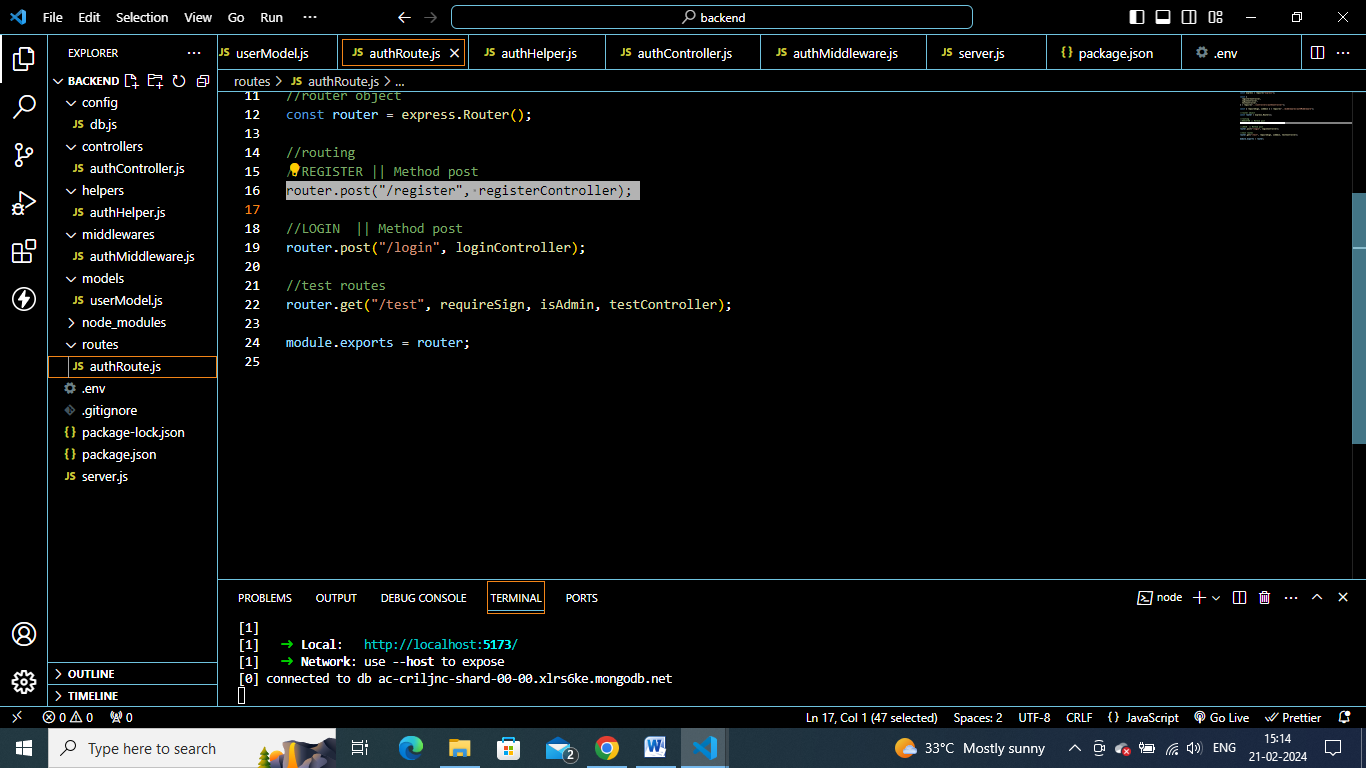 File Edit Selection View Go Run ···
backend
EXPLORER
userModel.js
authRoute.js
authHelper.js
authController.js
authMiddleware.js
server.js
package.json
.env
BACKEND
config
db.js
controllers
authController.js
helpers
authHelper.js
middlewares
authMiddleware.js
models
userModel.js
node_modules
routes
authRoute.js
.env
.gitignore
package-lock.json
package.json
server.js
OUTLINE
TIMELINE
routes > JS authRoute.js > ...
11 //router object
12 const router = express.Router();
13
14 //routing
15 /REGISTER || Method post
16 router.post("/register", registerController);
17
18 //LOGIN  || Method post
19 router.post("/login", loginController);
20
21 //test routes
22 router.get("/test", requireSign, isAdmin, testController);
23
24 module.exports = router;
25
PROBLEMS OUTPUT DEBUG CONSOLE TERMINAL PORTS
node
[1]
[1] ➜ Local: http://localhost:5173/
[1] ➜ Network: use --host to expose
[0] connected to db ac-criljnc-shard-00-00.xlrs6ke.mongodb.net
0 0 0
Ln 17, Col 1 (47 selected) Spaces: 2 UTF-8 CRLF {} JavaScript Go Live Prettier
Type here to search
2
33°C Mostly sunny
ENG
15:14
21-02-2024